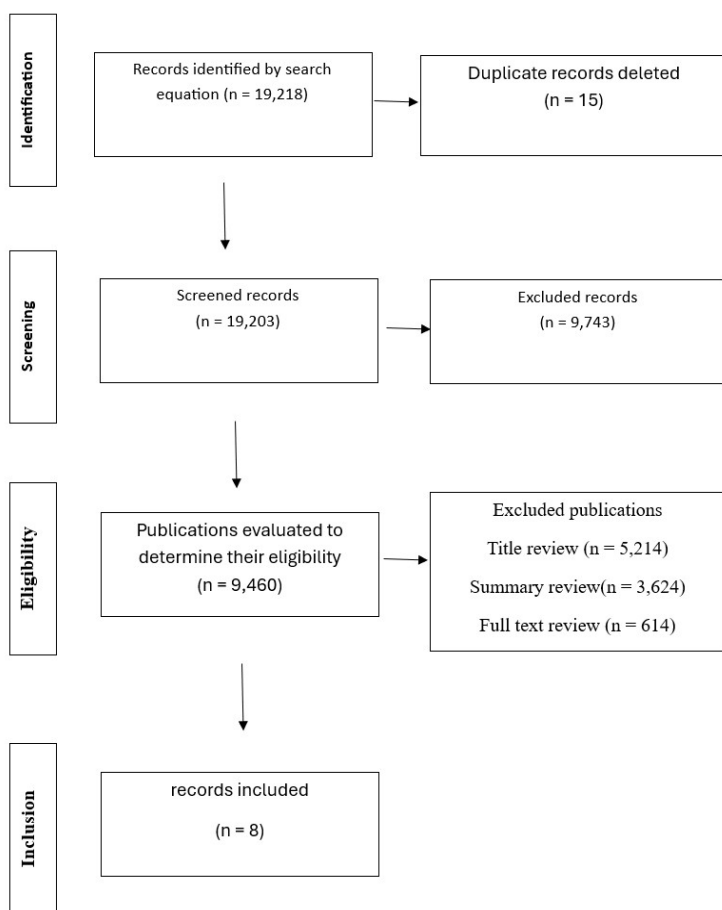 Identification
Records identified by search
equation (n = 19,218)
Duplicate records deleted
(n = 15)
Screening
Screened records
(n = 19,203)
Excluded records
(n = 9,743)
Eligibility
Publications evaluated to
determine their eligibility
(n = 9,460)
Excluded publications
Title review (n = 5,214)
Summary review(n = 3,624)
Full text review (n = 614)
Inclusion
records included
(n = 8)